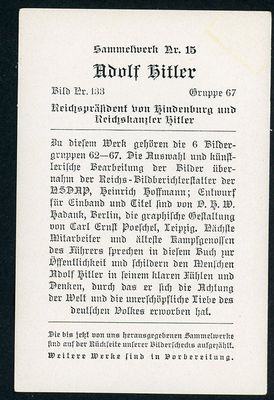 Sammelwerk Nr. 15
Adolf Hitler
Bild Nr. 133 Gruppe 67
Reichspräsident von Hindenburg und
Reichskanzler Hitler
Zu diesem Werk gehören die 6 Bilder-
gruppen 62—67. Die Auswahl und künst-
lerische Bearbeitung der Bilder über-
nahm der Reichs-Bildberichterstatter der
NSDAP, Heinrich Hoffmann; Entwurf
für Einband und Titel sind von O. H. W.
Hadank, Berlin, die graphische Gestaltung
von Carl Ernst Poeschel, Leipzig. Nächste
Mitarbeiter und älteste Kampfgenossen
des Führers sprechen in diesem Buch zur
Öffentlichkeit und schildern den Menschen
Adolf Hitler in seinem klaren Fühlen und
Denken, durch das er sich die Achtung
der Welt und die unerschöpfliche Liebe des
deutschen Volkes erworben hat.
Die bis jetzt von uns herausgegebenen Sammelwerke
sind auf der Rückseite unserer Bilderschecks aufgezählt.
Weitere Werke sind in Vorbereitung.